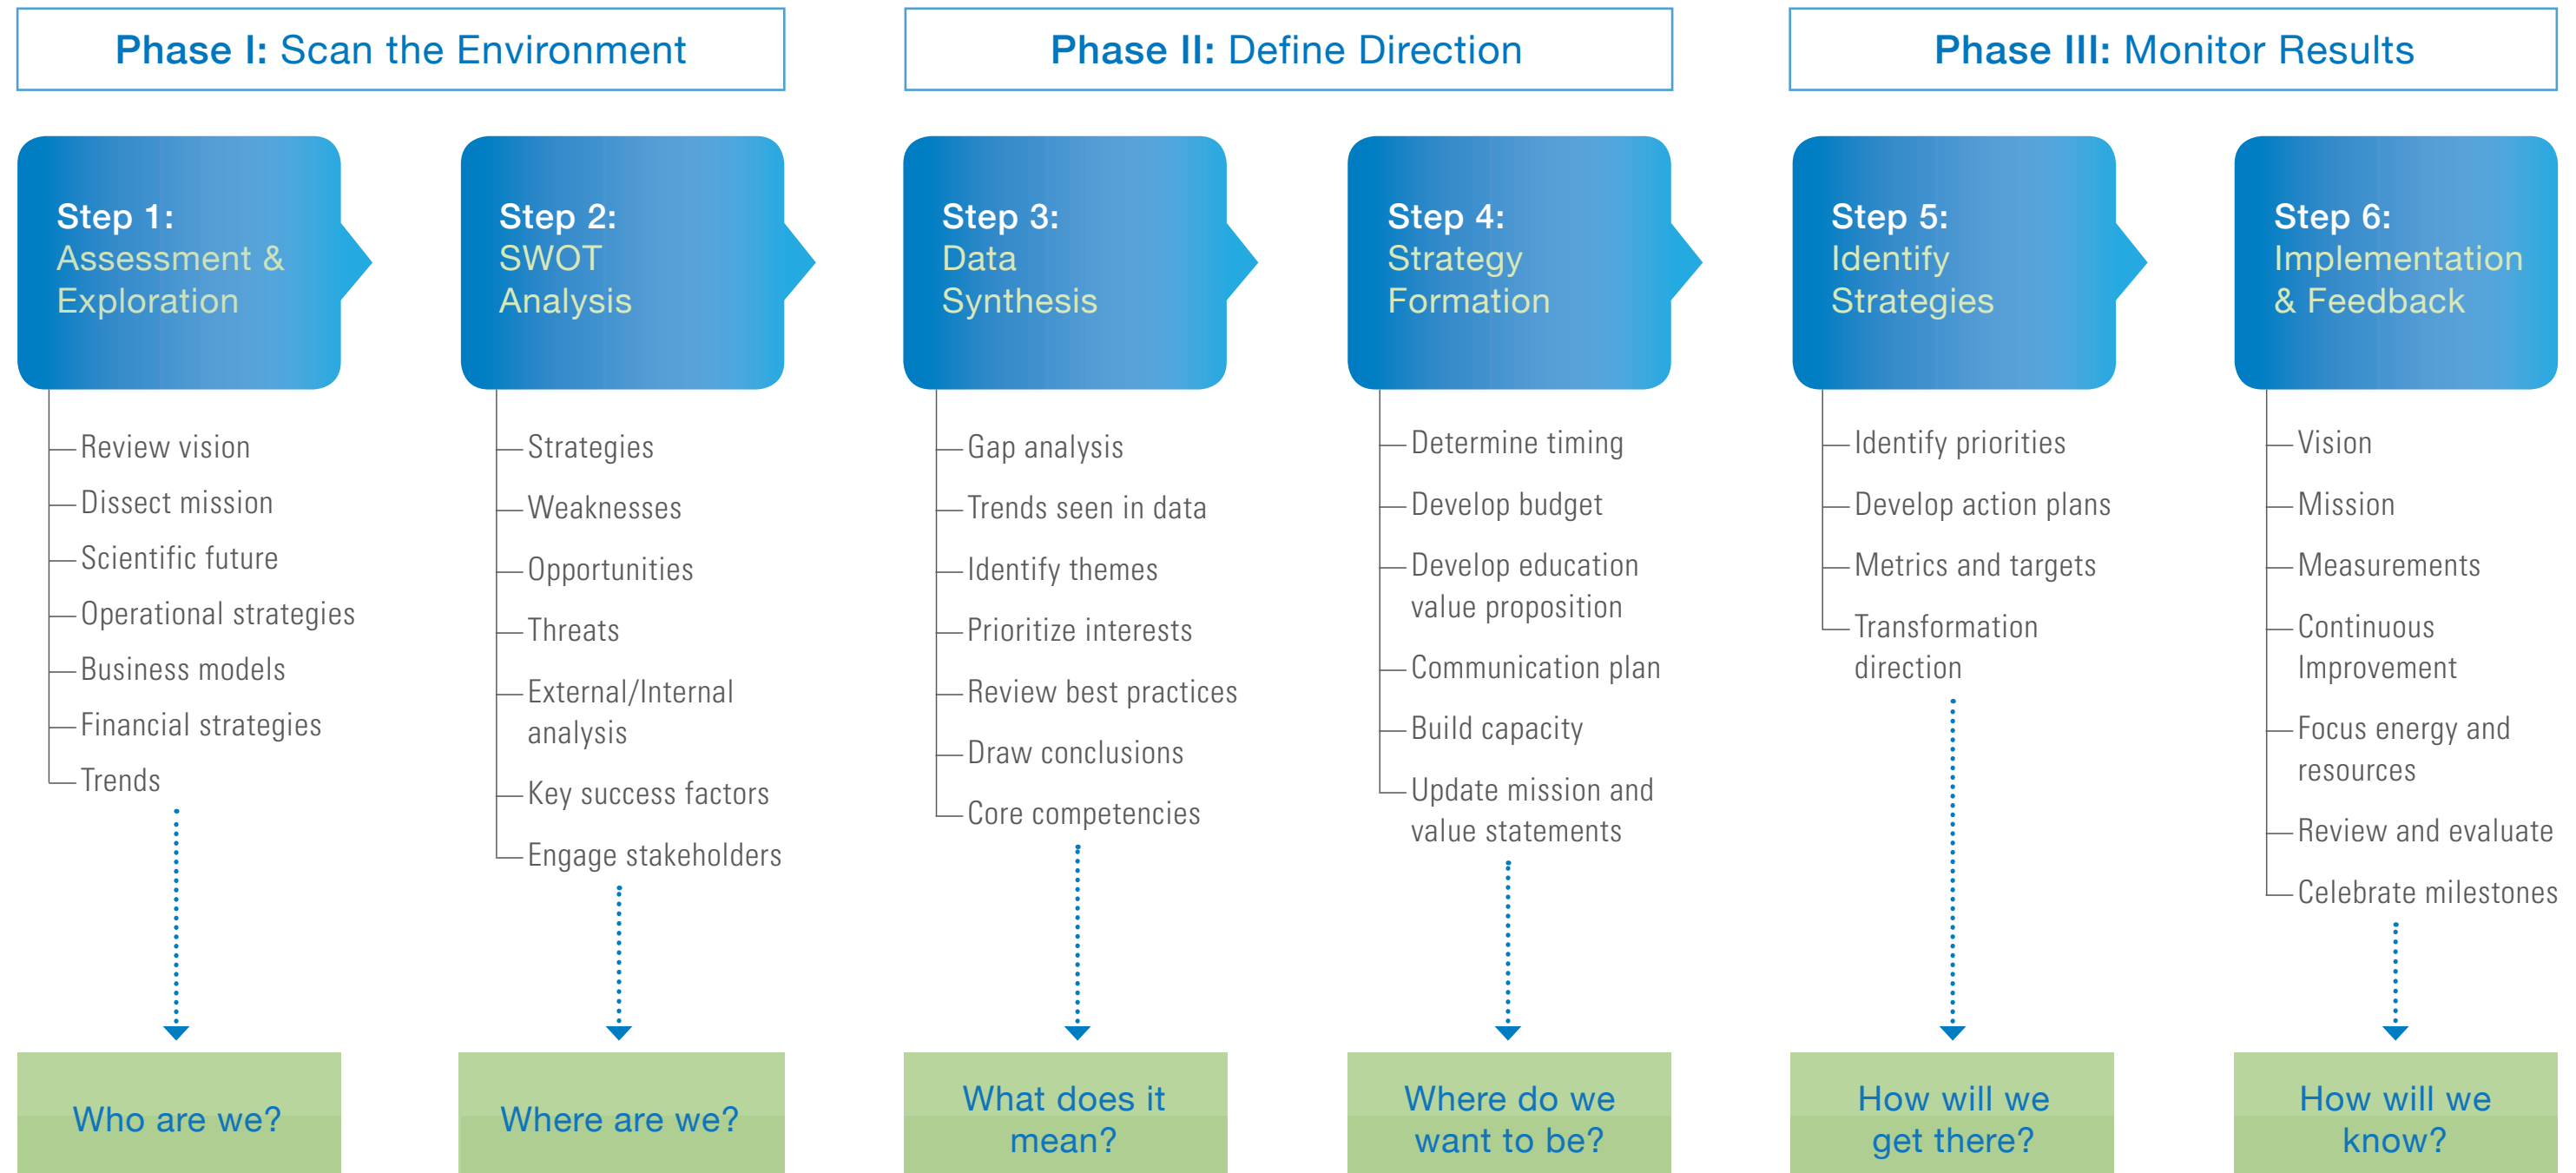 Phase I: Scan the Environment
Phase II: Define Direction
Phase III: Monitor Results
Step 1:
Assessment &
Exploration
Review vision
Dissect mission
Scientific future
Operational strategies
Business models
Financial strategies
Trends
Who are we?
Step 2:
SWOT
Analysis
Strategies
Weaknesses
Opportunities
Threats
External/Internal
analysis
Key success factors
Engage stakeholders
Where are we?
Step 3:
Data
Synthesis
Gap analysis
Trends seen in data
Identify themes
Prioritize interests
Review best practices
Draw conclusions
Core competencies
What does it
mean?
Step 4:
Strategy
Formation
Determine timing
Develop budget
Develop education
value proposition
Communication plan
Build capacity
Update mission and
value statements
Where do we
want to be?
Step 5:
Identify
Strategies
Identify priorities
Develop action plans
Metrics and targets
Transformation
direction
How will we
get there?
Step 6:
Implementation
& Feedback
Vision
Mission
Measurements
Continuous
Improvement
Focus energy and
resources
Review and evaluate
Celebrate milestones
How will we
know?